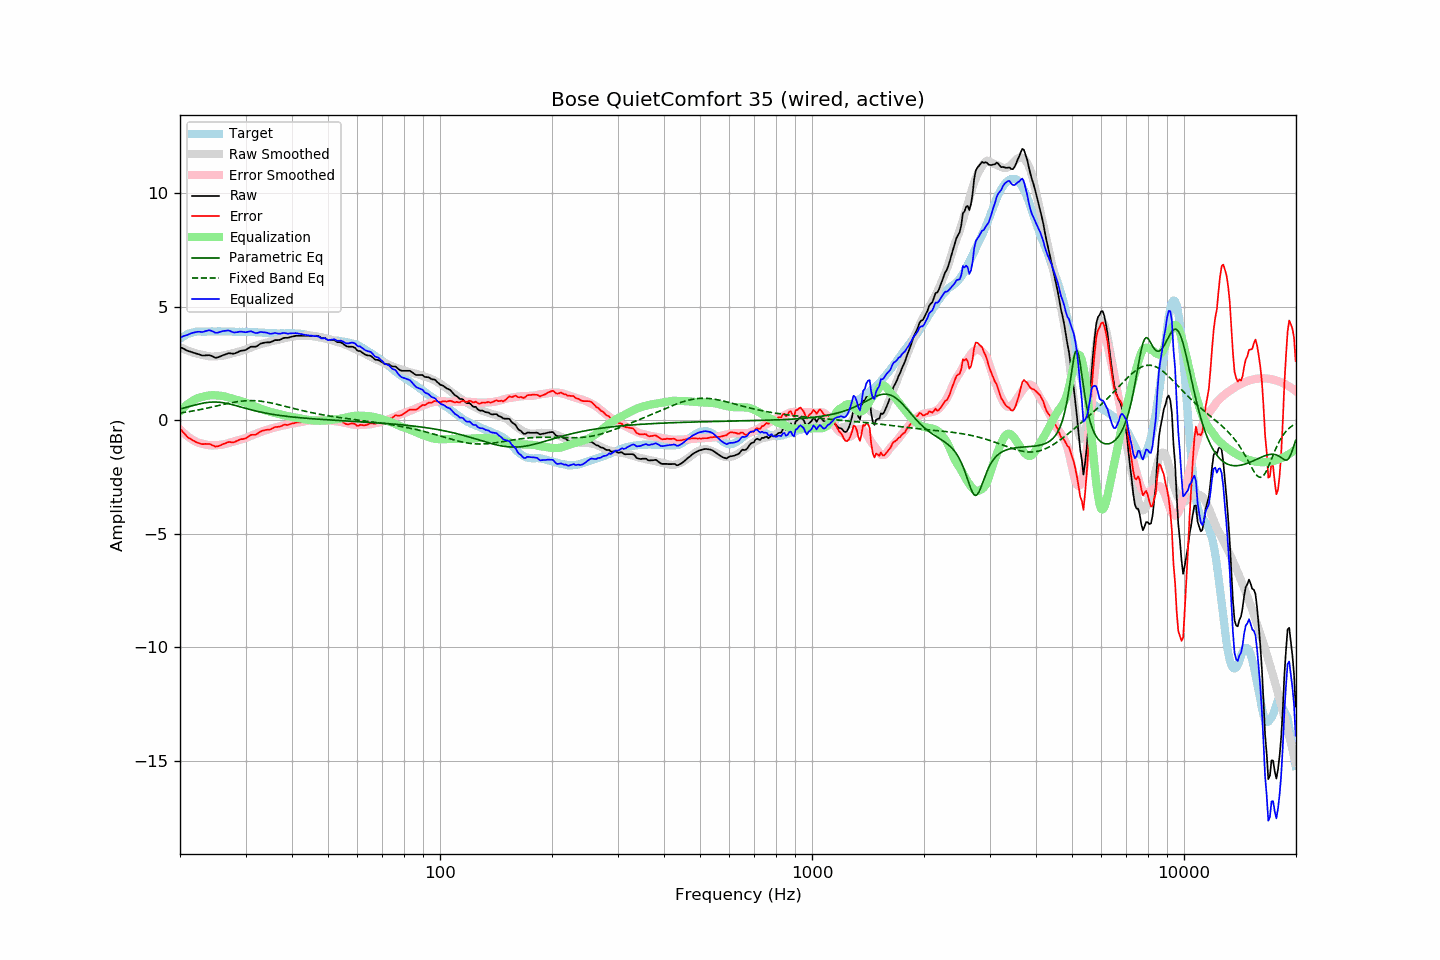 Bose QuietComfort 35 (wired, active)
Target
Raw Smoothed
Error Smoothed
Raw
Error
Equalization
Parametric Eq
Fixed Band Eq
Equalized
10
5
0
−5
−10
−15
Amplitude (dBr)
100
1000
10000
Frequency (Hz)